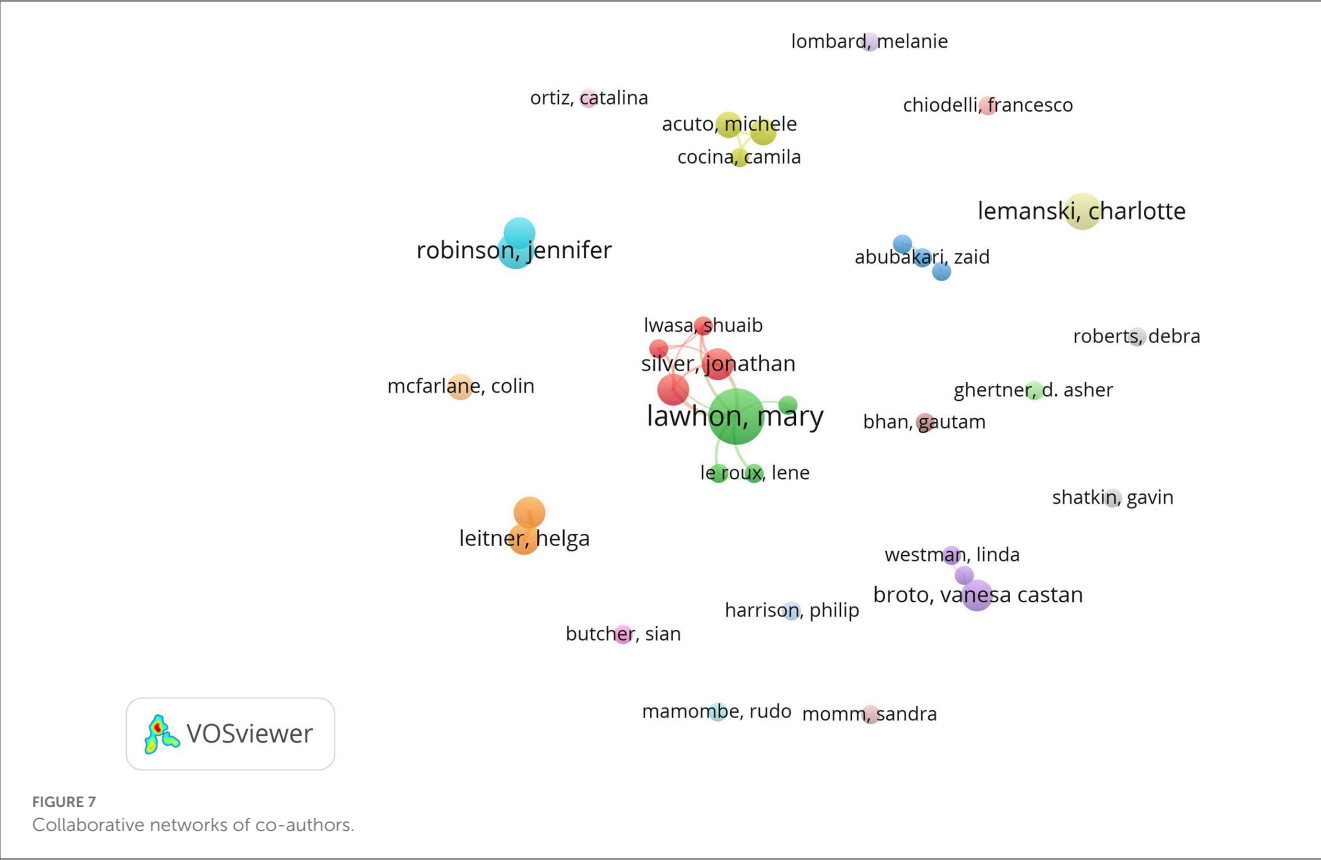 lombard, melanie
ortiz, catalina
chiodelli, francesco
acuto, michele
cocina, camila
lemanski, charlotte
robinson, jennifer
abubakari, zaid
lwasa, shuaib
roberts, debra
silver, jonathan
mcfarlane, colin
ghertner, d. asher
lawhon, mary
bhan, gautam
le roux, lene
shatkin, gavin
leitner, helga
westman, linda
broto, vanesa castan
harrison, philip
butcher, sian
mamombe, rudo
momm, sandra
VOSviewer
FIGURE 7
Collaborative networks of co-authors.